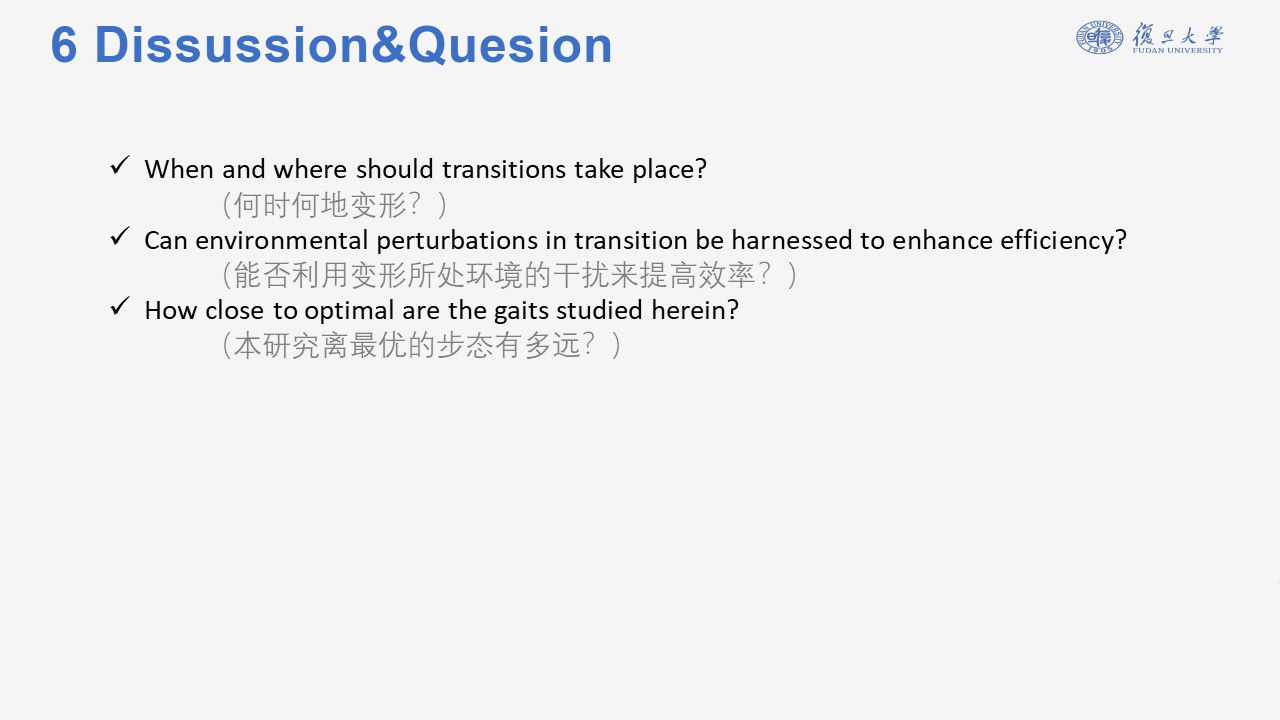 6 Dissussion&Quesion
復旦大學
FUDAN UNIVERSITY
When and where should transitions take place?
（何时何地变形？）
Can environmental perturbations in transition be harnessed to enhance efficiency?
（能否利用变形所处环境的干扰来提高效率？）
How close to optimal are the gaits studied herein?
（本研究离最优的步态有多远？）